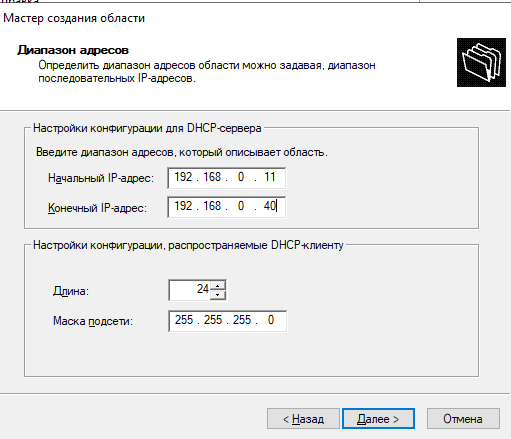 Мастер создания области
Диапазон адресов
Определить диапазон адресов области можно задавая, диапазон
последовательных IP-адресов.
Настройки конфигурации для DHCP-сервера
Введите диапазон адресов, который описывает область.
Начальный IP-адрес: 192 . 168 . 0 . 11
Конечный IP-адрес: 192 . 168 . 0 . 40
Настройки конфигурации, распространяемые DHCP-клиенту
Длина: 24
Маска подсети: 255 . 255 . 255 . 0
< Назад Далее > Отмена